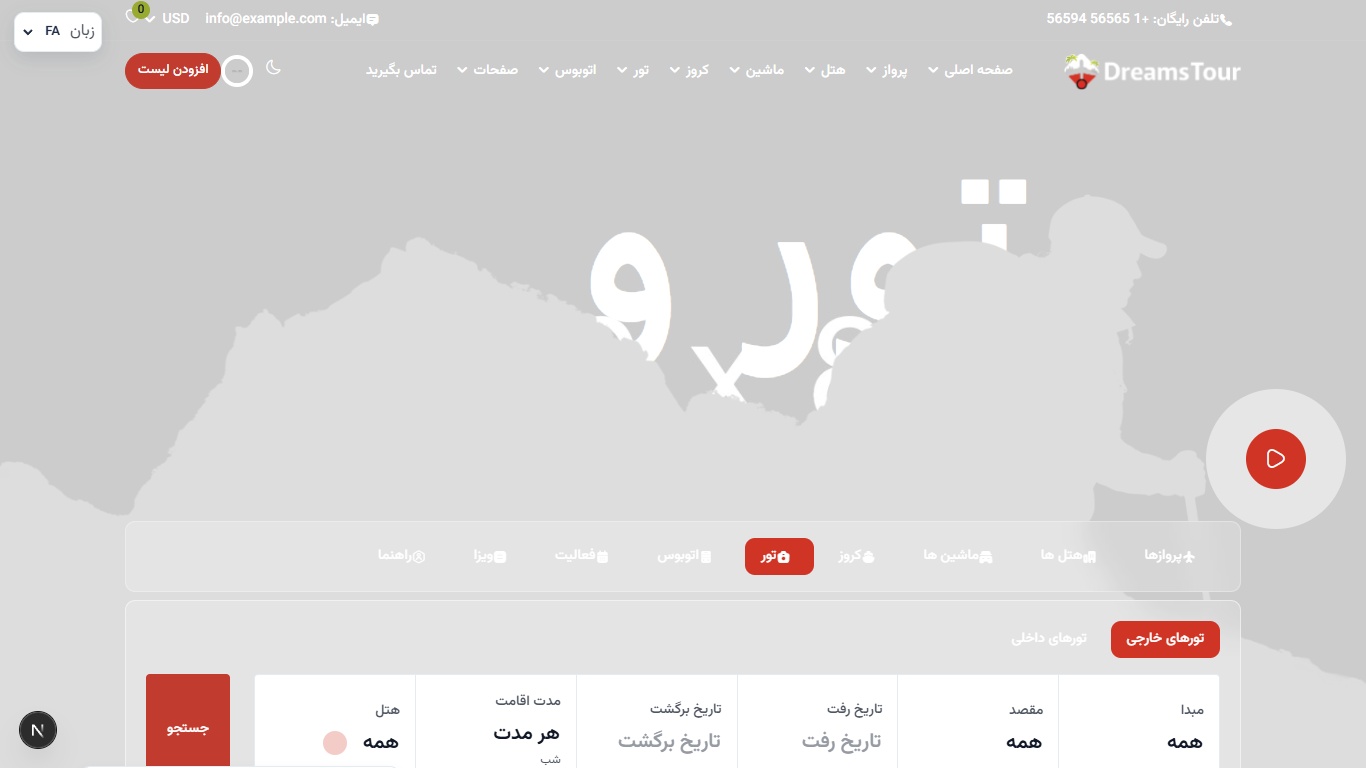 تلفن رایگان: +1 56565 56594
ایمیل: info@example.com
USD
0
زبان FA
DreamsTour
صفحه اصلی
پرواز
هتل
ماشین
کروز
تور
اتوبوس
صفحات
تماس بگیرید
افزودن لیست
تورو
پروازها
هتل ها
ماشین ها
کروز
تور
اتوبوس
فعالیت
ویزا
راهنما
تورهای خارجی
تورهای داخلی
مبدا
همه
مقصد
همه
تاریخ رفت
تاریخ رفت
تاریخ برگشت
تاریخ برگشت
مدت اقامت
هر مدت
شب
هتل
همه
جستجو
N